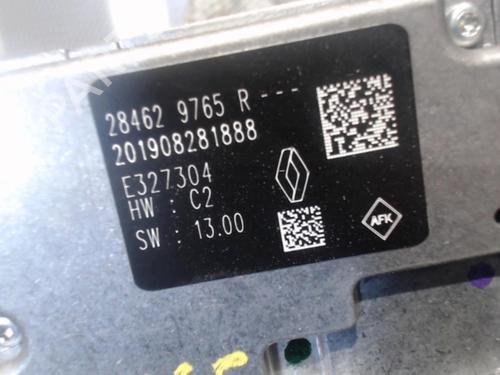 28462 9765 R ---
201908281888
E327304
HW : C2
SW : 13.00
AFK